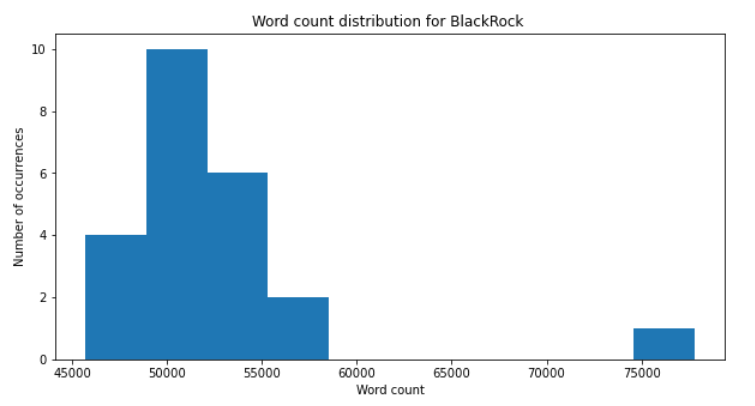 Word count distribution for BlackRock
Number of occurrences
10
8
6
4
2
0
45000 50000 55000 60000 65000 70000 75000
Word count